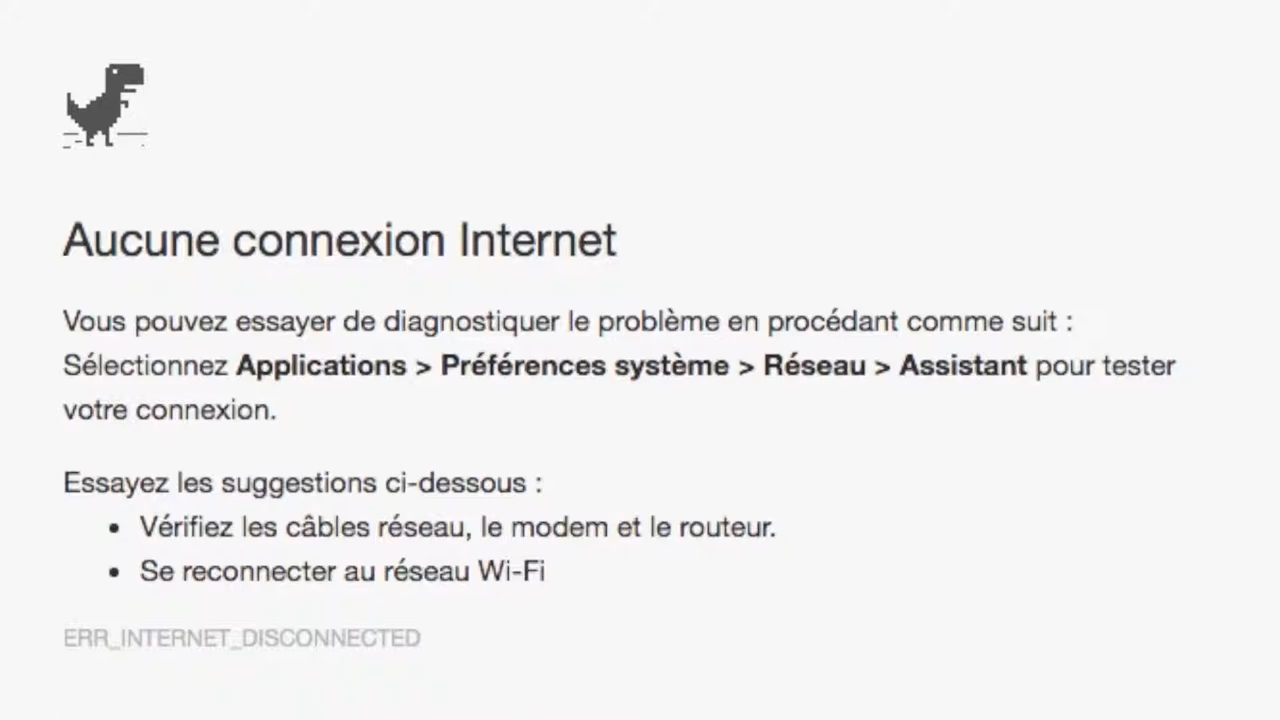 Aucune connexion Internet
Vous pouvez essayer de diagnostiquer le problème en procédant comme suit :
Sélectionnez Applications > Préférences système > Réseau > Assistant pour tester
votre connexion.
Essayez les suggestions ci-dessous :
• Vérifiez les câbles réseau, le modem et le routeur.
• Se reconnecter au réseau Wi-Fi
ERR_INTERNET_DISCONNECTED